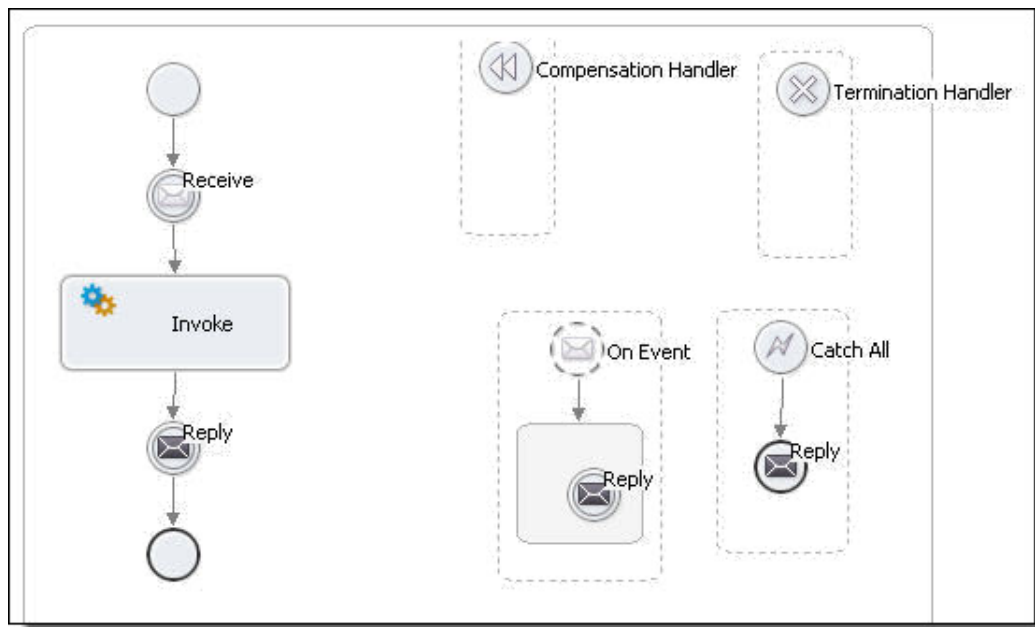 Compensation Handler
Termination Handler
Receive
Invoke
On Event
Catch All
Reply
Reply
Reply